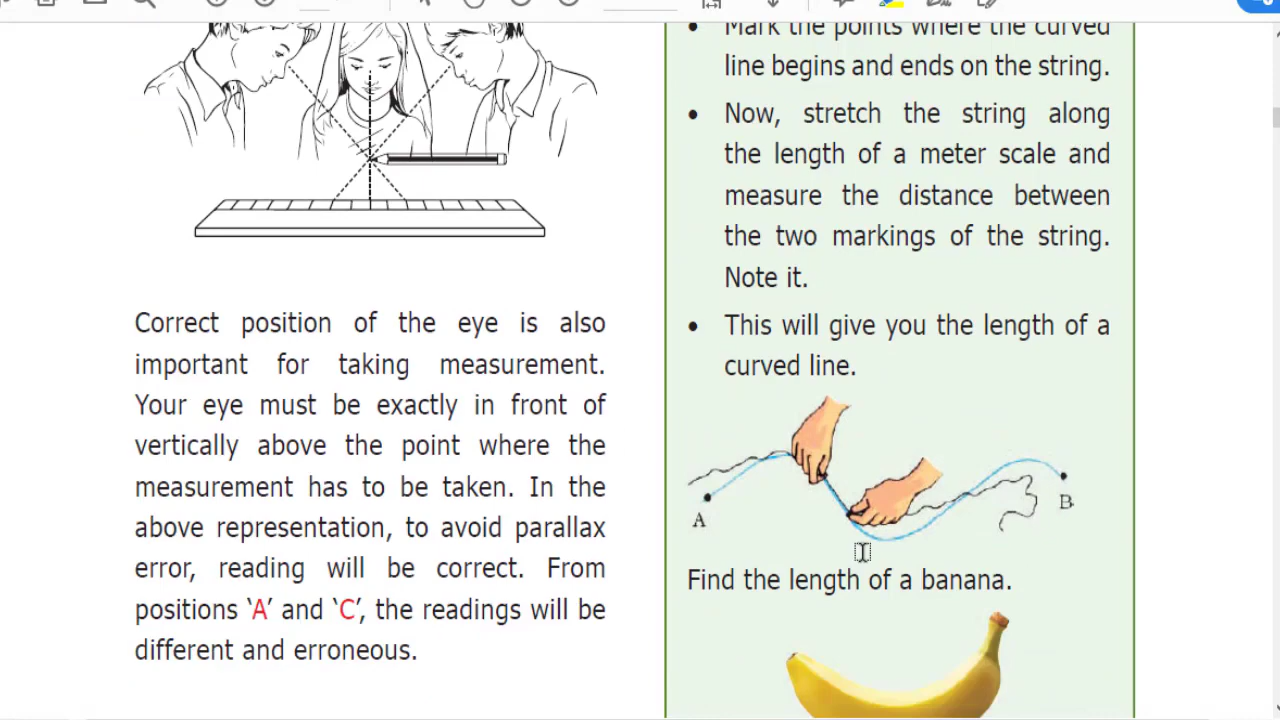 Correct position of the eye is also
important for taking measurement.
Your eye must be exactly in front of
vertically above the point where the
measurement has to be taken. In the
above representation, to avoid parallax
error, reading will be correct. From
positions ‘A’ and ‘C’, the readings will be
different and erroneous.
• Mark the points where the curved
line begins and ends on the string.
• Now, stretch the string along
the length of a meter scale and
measure the distance between
the two markings of the string.
Note it.
• This will give you the length of a
curved line.
A
B
Find the length of a banana.